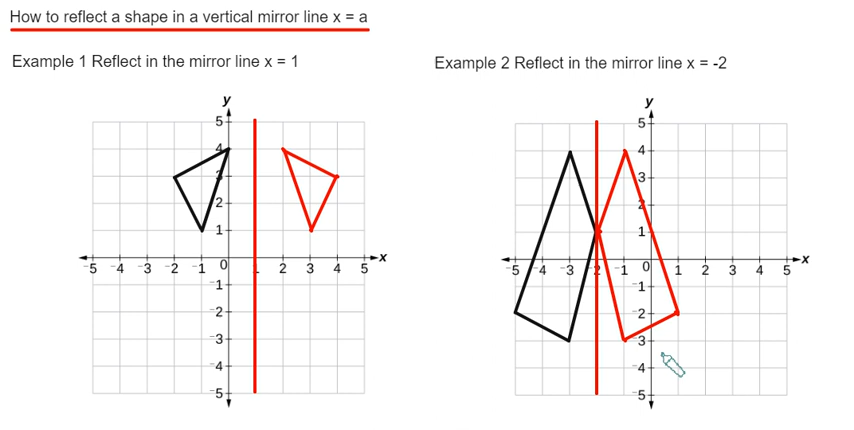 How to reflect a shape in a vertical mirror line x = a
Example 1 Reflect in the mirror line x = 1
Example 2 Reflect in the mirror line x = -2
y
5
4
3
2
1
-5 -4 -3 -2 -1 0 1 2 3 4 5 x
-1
-2
-3
-4
-5
y
5
4
3
2
1
-5 -4 -3 -2 -1 0 1 2 3 4 5 x
-1
-2
-3
-4
-5